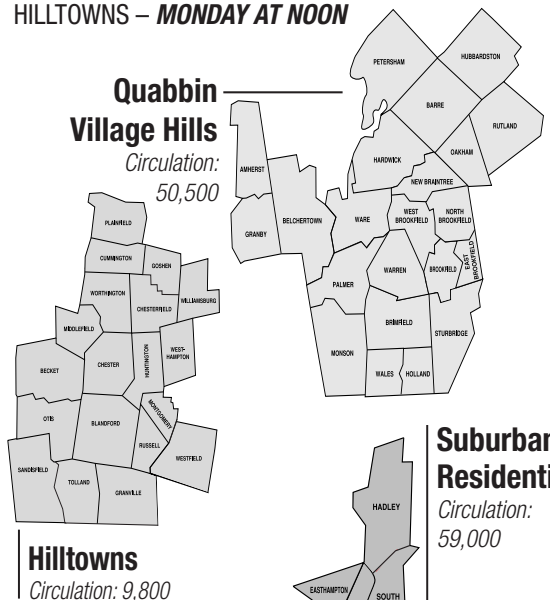 HILLTOWNS – MONDAY AT NOON
Quabbin
Village Hills
Circulation:
50,500
PETERSHAM
HUBBARDSTON
BARRE
RUTLAND
OAKHAM
HARDWICK
NEW BRAINTREE
AMHERST
BELCHERTOWN
GRANBY
WARE
WEST
BROOKFIELD
NORTH
BROOKFIELD
EAST
BROOKFIELD
BROOKFIELD
WARREN
PALMER
BRIMFIELD
STURBRIDGE
MONSON
WALES
HOLLAND
PLAINFIELD
CUMMINGTON
GOSHEN
WORTHINGTON
CHESTERFIELD
WILLIAMSBURG
MIDDLEFIELD
BECKET
CHESTER
HUNTINGTON
WEST-
HAMPTON
OTIS
BLANDFORD
MONTGOMERY
RUSSELL
WESTFIELD
SANDISFIELD
TOLLAND
GRANVILLE
Hilltowns
Circulation: 9,800
Suburban
Residenti
Circulation:
59,000
HADLEY
EASTHAMPTON
SOUTH